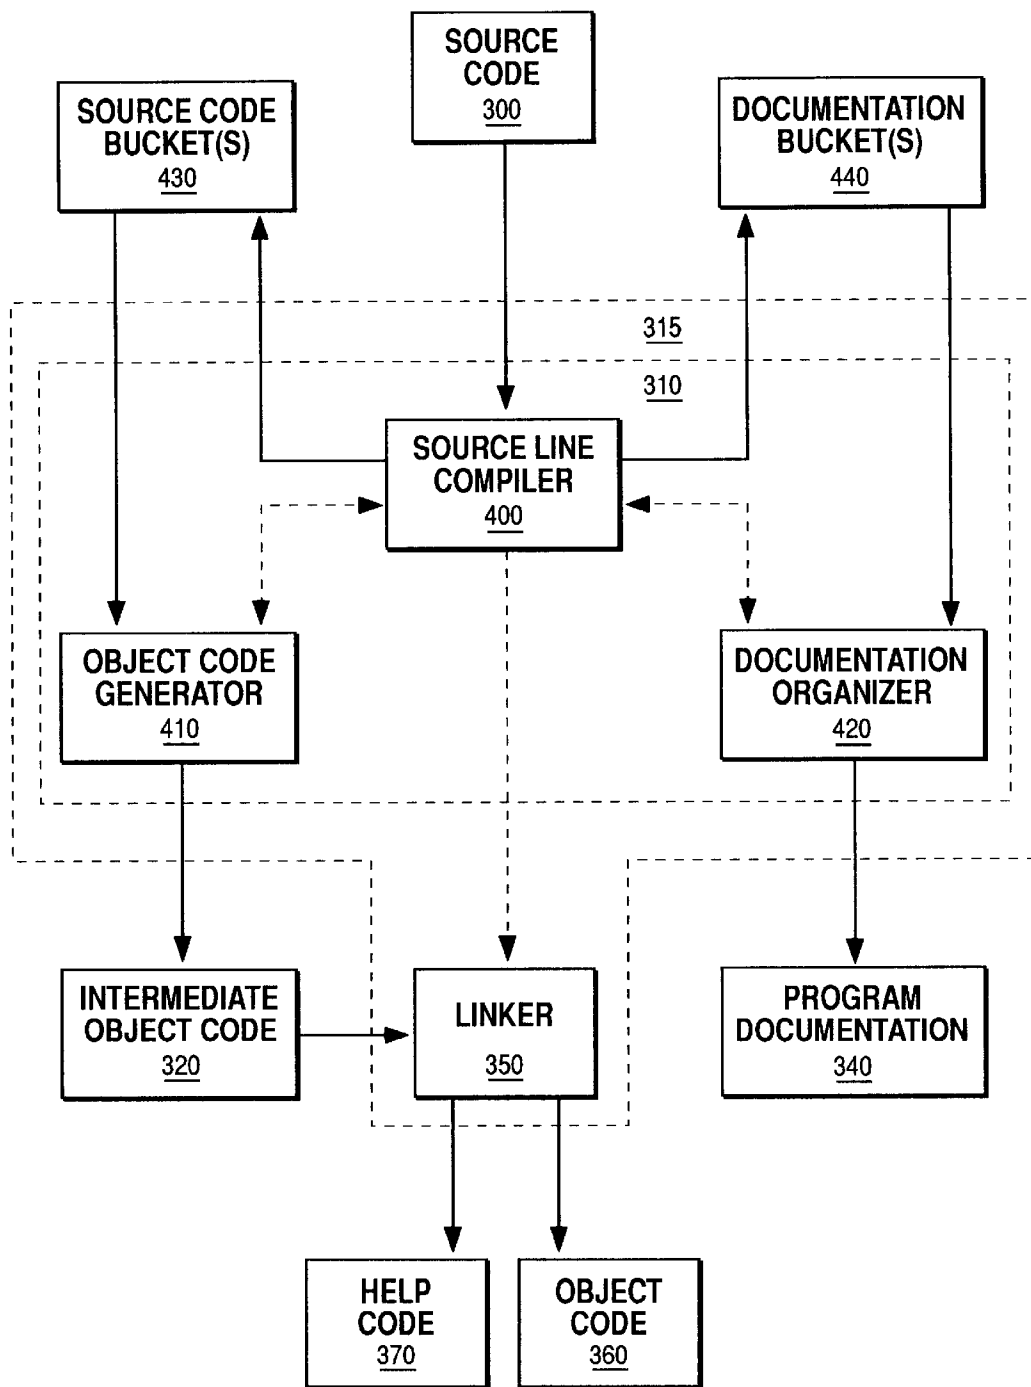 SOURCE
CODE
300
SOURCE CODE
BUCKET(S)
430
DOCUMENTATION
BUCKET(S)
440
315
310
SOURCE LINE
COMPILER
400
OBJECT CODE
GENERATOR
410
DOCUMENTATION
ORGANIZER
420
INTERMEDIATE
OBJECT CODE
320
LINKER
350
PROGRAM
DOCUMENTATION
340
HELP
CODE
370
OBJECT
CODE
360